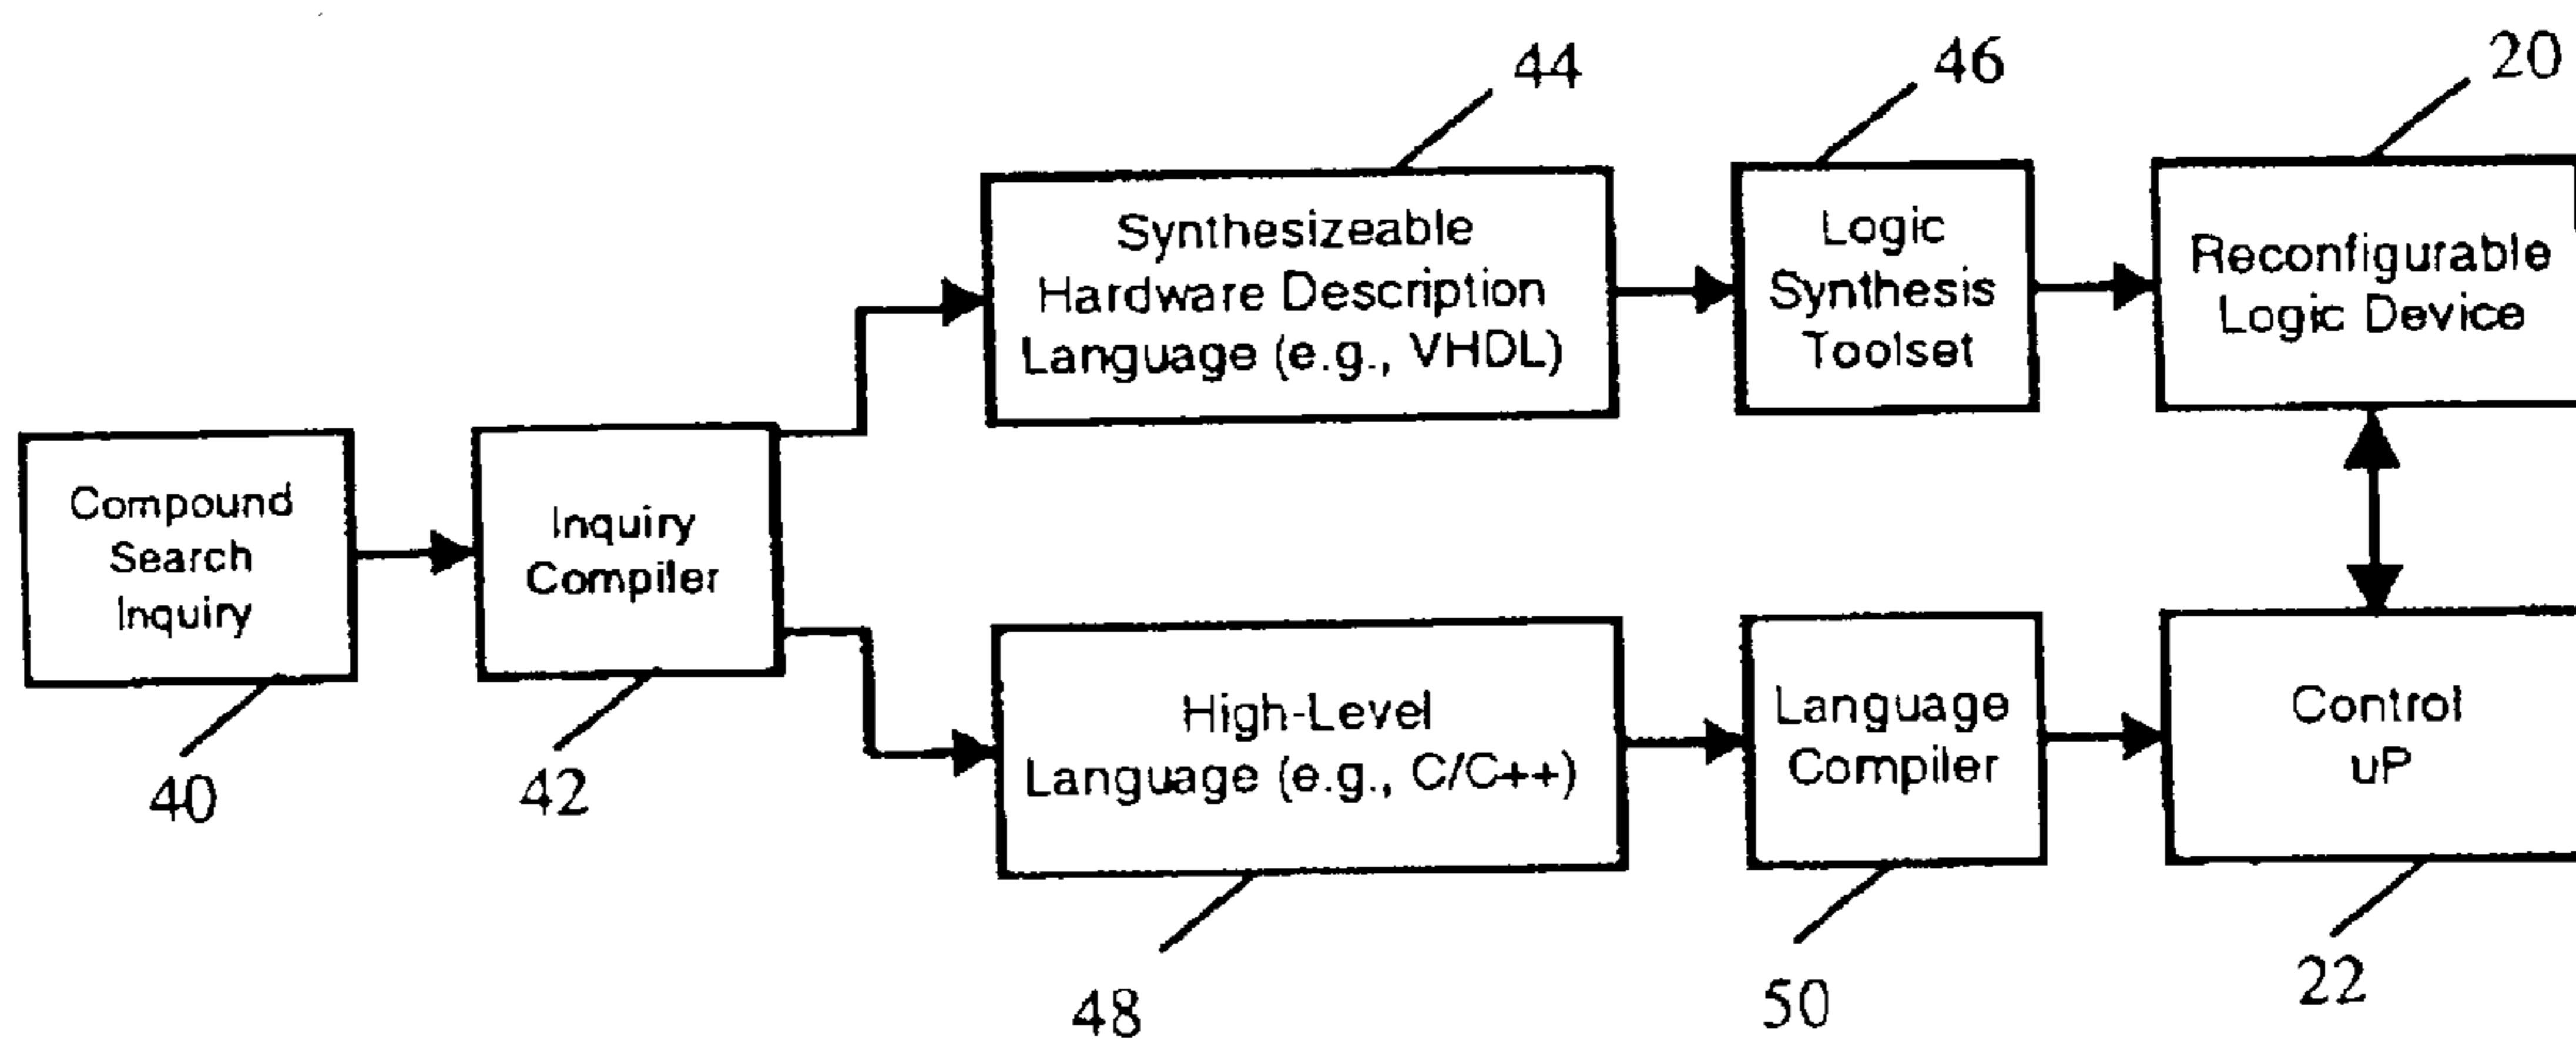 44
46
20
Synthesizeable
Hardware Description
Language (e.g., VHDL)
Logic
Synthesis
Toolset
Reconfigurable
Logic Device
Compound
Search
Inquiry
Inquiry
Compiler
40
42
High-Level
Language (e.g., C/C++)
Language
Compiler
Control
uP
48
50
22